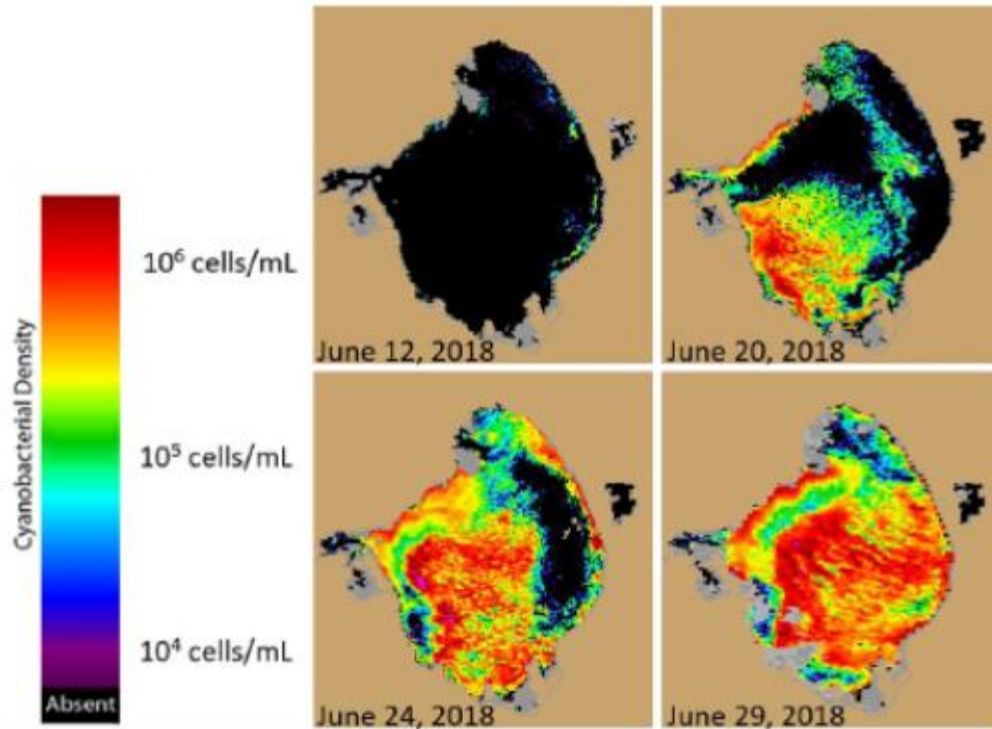 Cyanobacterial Density
10⁶ cells/mL
10⁵ cells/mL
10⁴ cells/mL
Absent
June 12, 2018
June 20, 2018
June 24, 2018
June 29, 2018